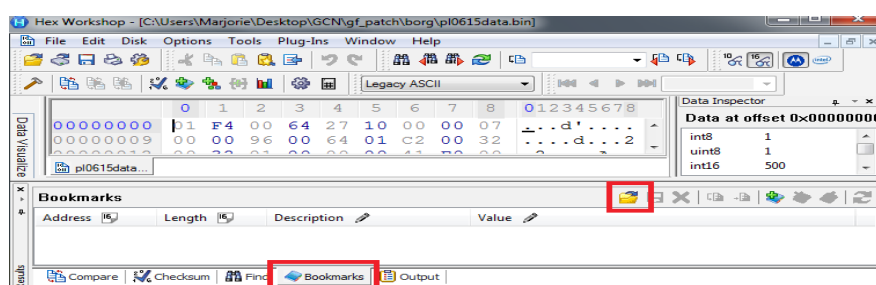 Hex Workshop - [C:\Users\Marjorie\Desktop\GCN\gf_patch\borg\pl0615data.bin]
File Edit Disk Options Tools Plug-Ins Window Help
Legacy ASCII
0 1 2 3 4 5 6 7 8 012345678
00000000 01 F4 00 64 27 10 00 00 07 ...d'....
00000009 00 00 96 00 64 01 C2 00 32 ....d...2
pl0615data...
Data Visualize
Data Inspector
Data at offset 0x0000000
int8 1
uint8 1
int16 500
Bookmarks
Address Length Description Value
Compare Checksum Find Bookmarks Output